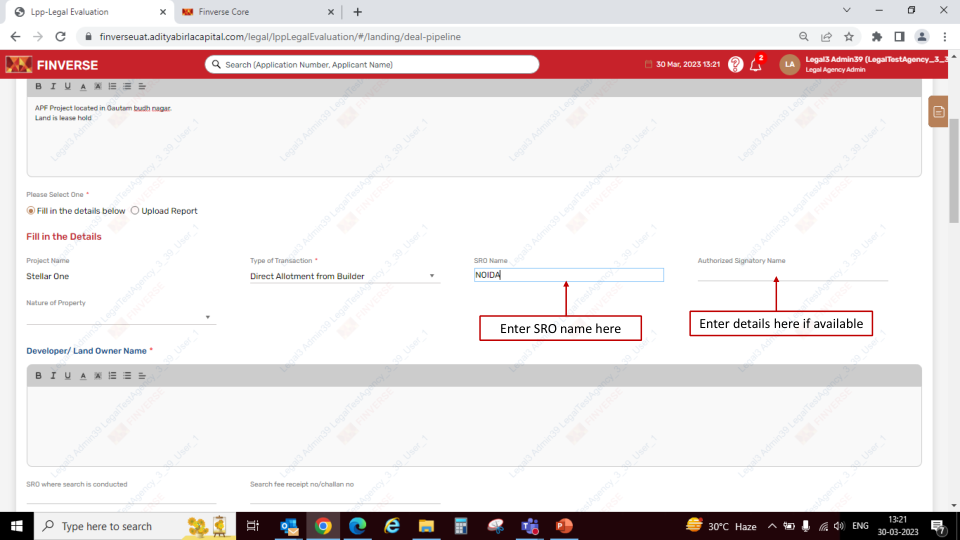 Lpp-Legal Evaluation
Finverse Core
finverseuat.adityabirlacapital.com/legal/lppLegalEvaluation/#/landing/deal-pipeline
FINVERSE
Search (Application Number, Applicant Name)
30 Mar, 2023 13:21
2
LA
Legal3 Admin39 (LegalTestAgency_3_3
Legal Agency Admin
B I U A A
APF Project located in Gautam budh nagar.
Land is lease hold
Please Select One *
Fill in the details below Upload Report
Fill in the Details
Project Name Type of Transaction * SRO Name Authorized Signatory Name
Stellar One Direct Allotment from Builder NOIDA
Nature of Property
Enter SRO name here
Enter details here if available
Developer/ Land Owner Name *
B I U A A
SRO where search is conducted Search fee receipt no/challan no
Legal3 Admin39 LegalTestAgency_3_39_User_1
FINVERSE
Type here to search
30°C Haze
ENG
13:21
30-03-2023
7